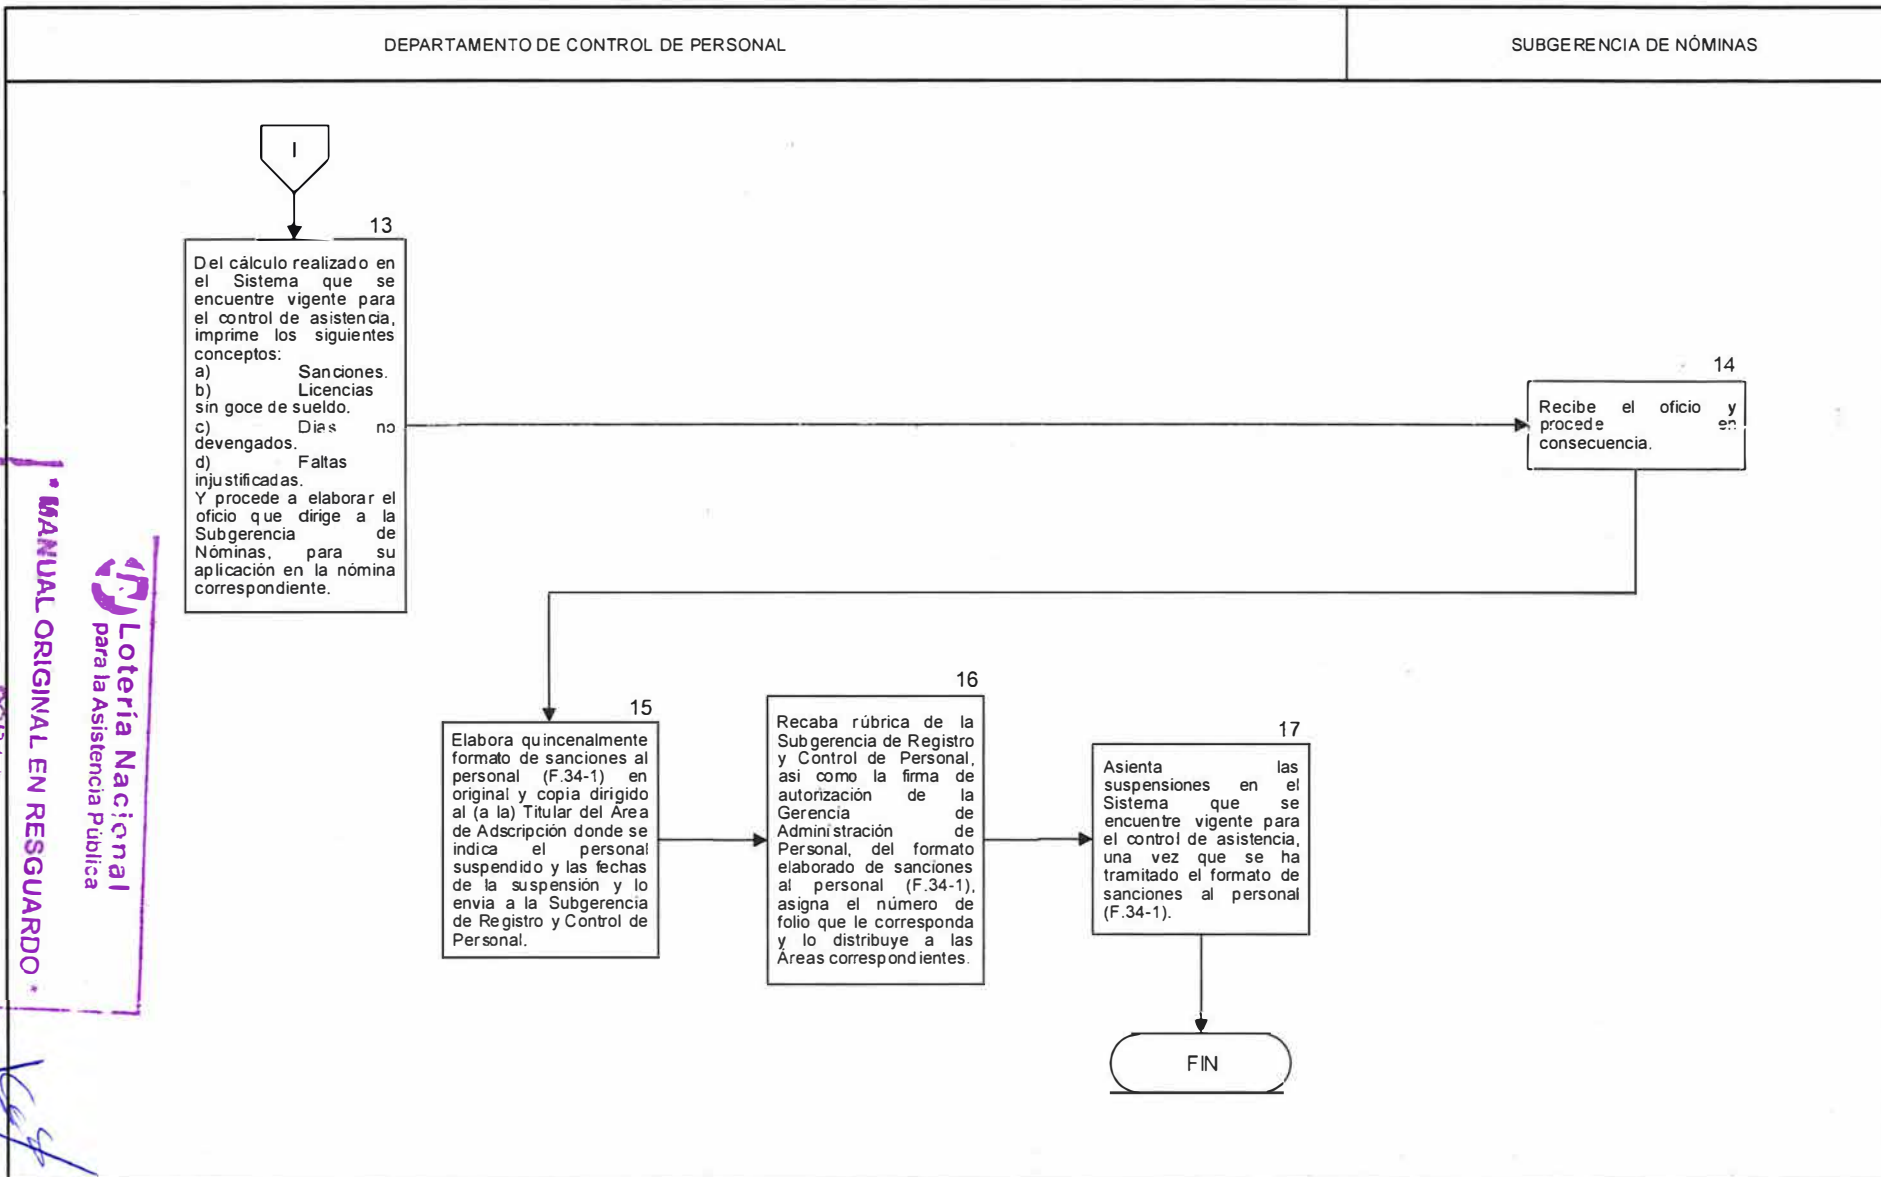 DEPARTAMENTO DE CONTROL DE PERSONAL
SUBGERENCIA DE NÓMINAS
I
13
Del cálculo realizado en
el Sistema que se
encuentre vigente para
el control de asistencia,
imprime los siguientes
conceptos:
a) Sanciones.
b) Licencias
sin goce de sueldo.
c) Dias no
devengados.
d) Faltas
injustificadas.
Y procede a elaborar el
oficio que dirige a la
Subgerencia de
Nóminas, para su
aplicación en la nómina
correspondiente.
14
Recibe el oficio y
procede en
consecuencia.
15
Elabora quincenalmente
formato de sanciones al
personal (F.34-1) en
original y copia dirigido
al (a la) Titular del Área
de Adscripción donde se
indica el personal
suspendido y las fechas
de la suspensión y lo
envia a la Subgerencia
de Registro y Control de
Personal.
16
Recaba rúbrica de la
Subgerencia de Registro
y Control de Personal,
asi como la firma de
autorización de la
Gerencia de
Administración de
Personal, del formato
elaborado de sanciones
al personal (F.34-1),
asigna el número de
folio que le corresponda
y lo distribuye a las
Áreas correspondientes.
17
Asienta las
suspensiones en el
Sistema que se
encuentre vigente para
el control de asistencia,
una vez que se ha
tramitado el formato de
sanciones al personal
(F.34-1).
FIN
Lotería Nacional
para la Asistencia Pública
* MANUAL ORIGINAL EN RESGUARDO *